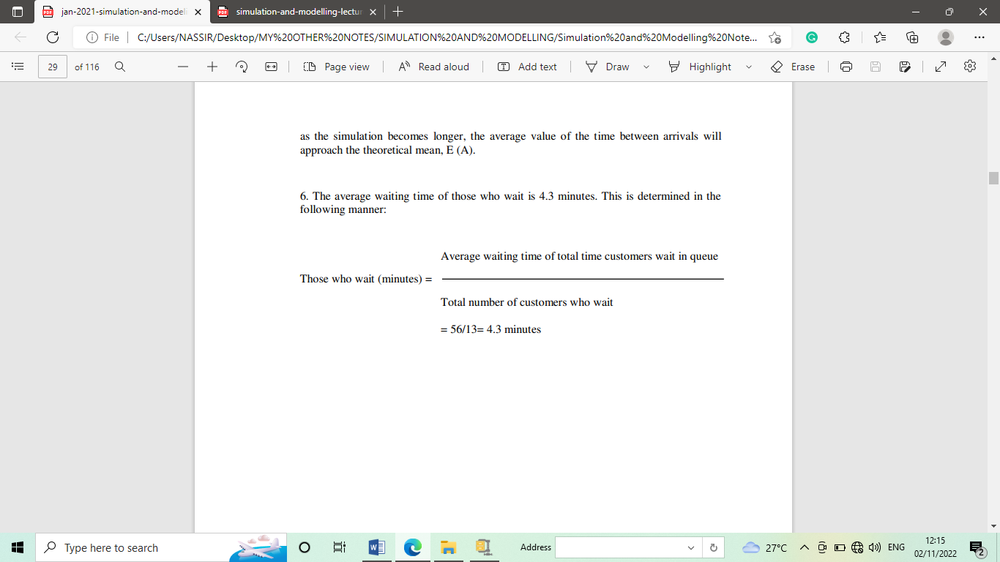 jan-2021-simulation-and-modeli
simulation-and-modelling-lectur
File
C:/Users/NASSIR/Desktop/MY%20OTHER%20NOTES/SIMULATION%20AND%20MODELLING/Simulation%20and%20Modelling%20Note...
29 of 116
Page view
Read aloud
Add text
Draw
Highlight
Erase
as the simulation becomes longer, the average value of the time between arrivals will
approach the theoretical mean, E (A).
6. The average waiting time of those who wait is 4.3 minutes. This is determined in the
following manner:
Average waiting time of total time customers wait in queue
Those who wait (minutes) =
Total number of customers who wait
= 56/13= 4.3 minutes
Type here to search
Address
27°C
ENG
12:15
02/11/2022
2